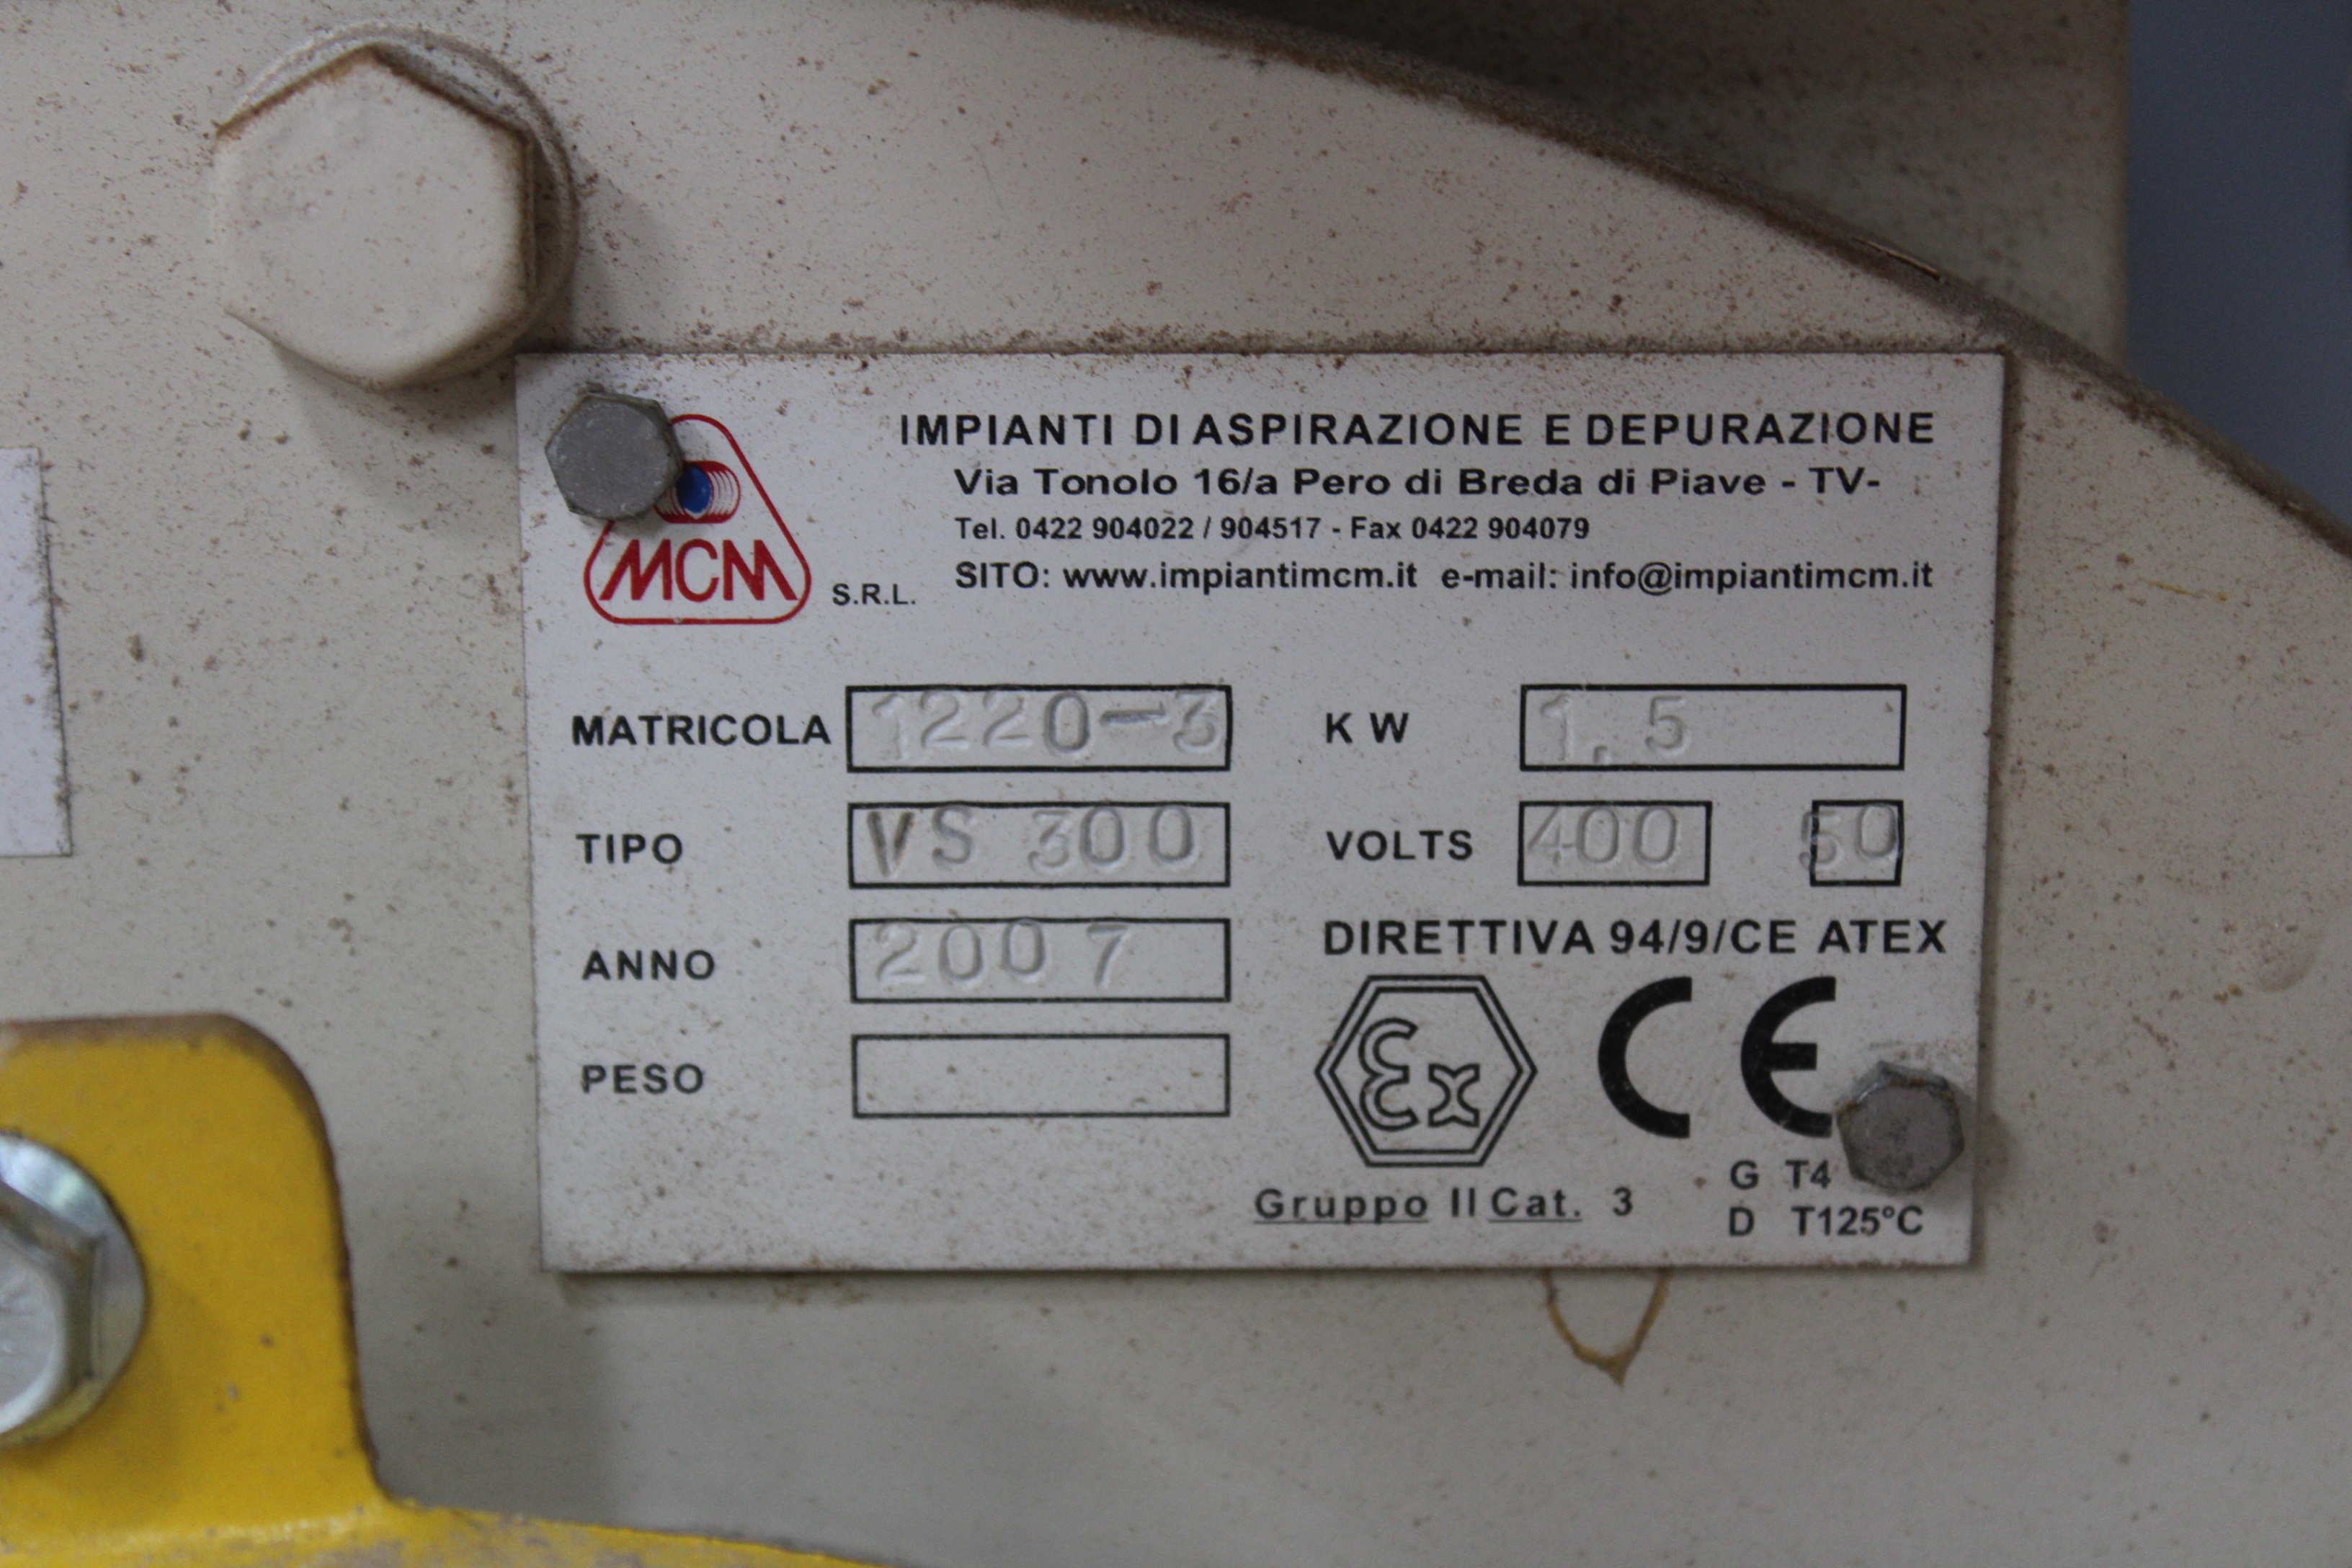 IMPIANTI DI ASPIRAZIONE E DEPURAZIONE
Via Tonolo 16/a Pero di Breda di Piave - TV-
Tel. 0422 904022 / 904517 - Fax 0422 904079
MCM S.R.L.
SITO: www.impiantimcm.it e-mail: info@impiantimcm.it
MATRICOLA 1220-3 KW 1,5
TIPO VS 300 VOLTS 400 50
ANNO 2007 DIRETTIVA 94/9/CE ATEX
PESO Ex CE
Gruppo II Cat. 3 G T4
D T125°C